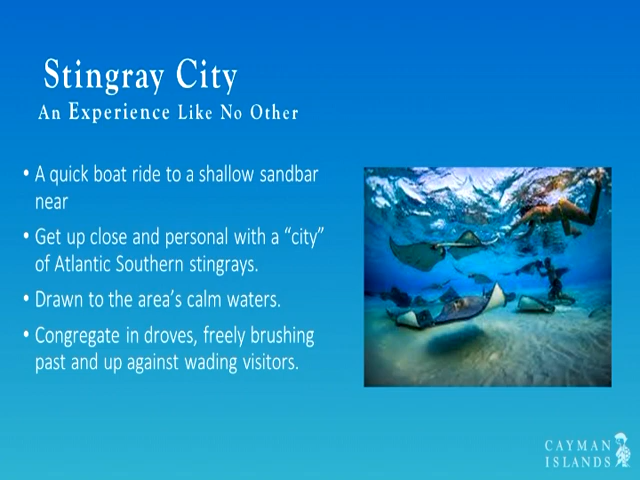 Stingray City
An Experience Like No Other
• A quick boat ride to a shallow sandbar
near
• Get up close and personal with a “city”
of Atlantic Southern stingrays.
• Drawn to the area’s calm waters.
• Congregate in droves, freely brushing
past and up against wading visitors.
CAYMAN
ISLANDS